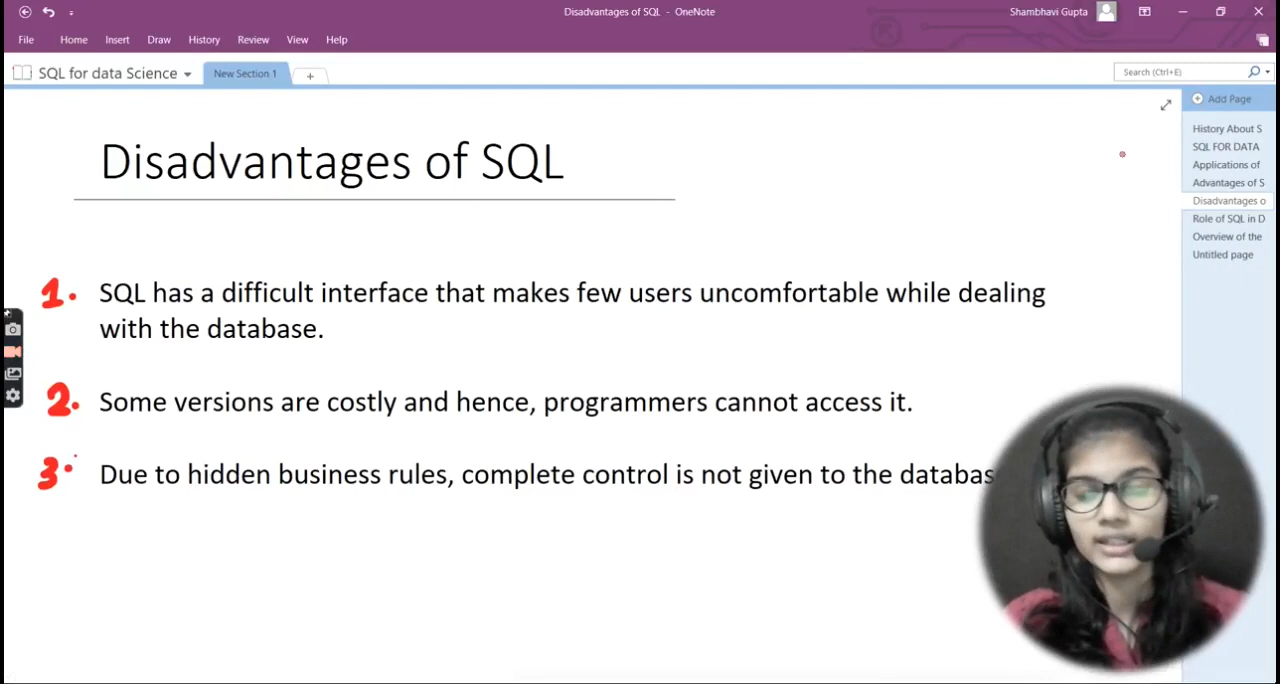 Disadvantages of SQL - OneNote
Shambhavi Gupta
File Home Insert Draw History Review View Help
SQL for data Science
New Section 1
+
Search (Ctrl+E)
Add Page
History About S
SQL FOR DATA
Applications of
Advantages of S
Disadvantages o
Role of SQL in D
Overview of the
Untitled page
Disadvantages of SQL
1. SQL has a difficult interface that makes few users uncomfortable while dealing
with the database.
2. Some versions are costly and hence, programmers cannot access it.
3. Due to hidden business rules, complete control is not given to the databas